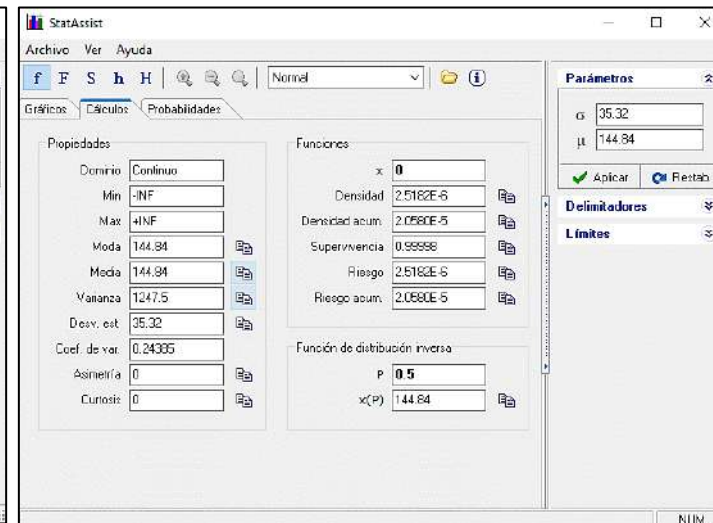 StatAssist
Archivo Ver Ayuda
f F S h H Normal
Gráficos Cálculos Probabilidades
Propiedades
Dominio Continuo
Min -INF
Max +INF
Moda 144.84
Media 144.84
Varianza 1247.5
Desv. est. 35.32
Coef. de var. 0.24385
Asimetría 0
Curtosis 0
Funciones
x 0
Densidad 2.5182E-6
Densidad acum. 2.0580E-5
Supervivencia 0.99998
Riesgo 2.5182E-6
Riesgo acum. 2.0580E-5
Función de distribución inversa
P 0.5
x(P) 144.84
Parámetros
σ 35.32
μ 144.84
Aplicar Restab
Delimitadores
Límites
NUM